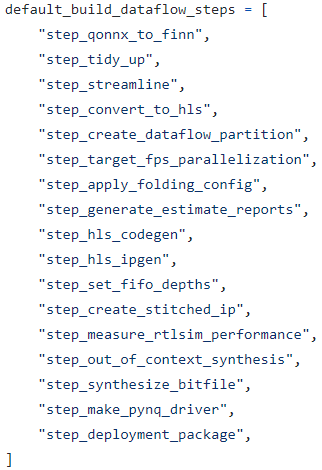 default_build_dataflow_steps = [
    "step_qonnx_to_finn",
    "step_tidy_up",
    "step_streamline",
    "step_convert_to_hls",
    "step_create_dataflow_partition",
    "step_target_fps_parallelization",
    "step_apply_folding_config",
    "step_generate_estimate_reports",
    "step_hls_codegen",
    "step_hls_ipgen",
    "step_set_fifo_depths",
    "step_create_stitched_ip",
    "step_measure_rtlsim_performance",
    "step_out_of_context_synthesis",
    "step_synthesize_bitfile",
    "step_make_pynq_driver",
    "step_deployment_package",
]